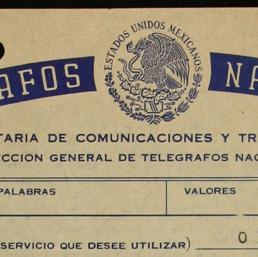 AFOS NA
ESTADOS UNIDOS MEXICANOS
TARIA DE COMUNICACIONES Y TR
ECCION GENERAL DE TELEGRAFOS NAC
PALABRAS VALORES
SERVICIO QUE DESEE UTILIZAR) 0